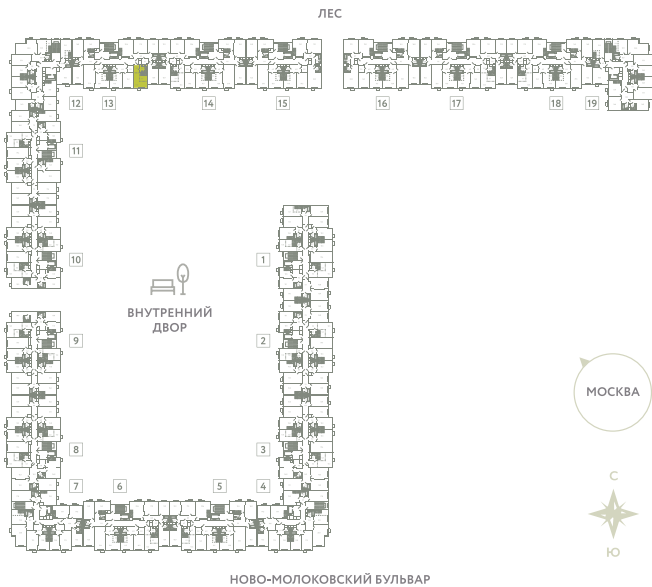 ЛЕС
12 13 14 15 16 17 18 19
11
10 1
ВНУТРЕННИЙ
ДВОР
9 2
МОСКВА
8 3
7 6 5 4
С
Ю
НОВО-МОЛОКОВСКИЙ БУЛЬВАР